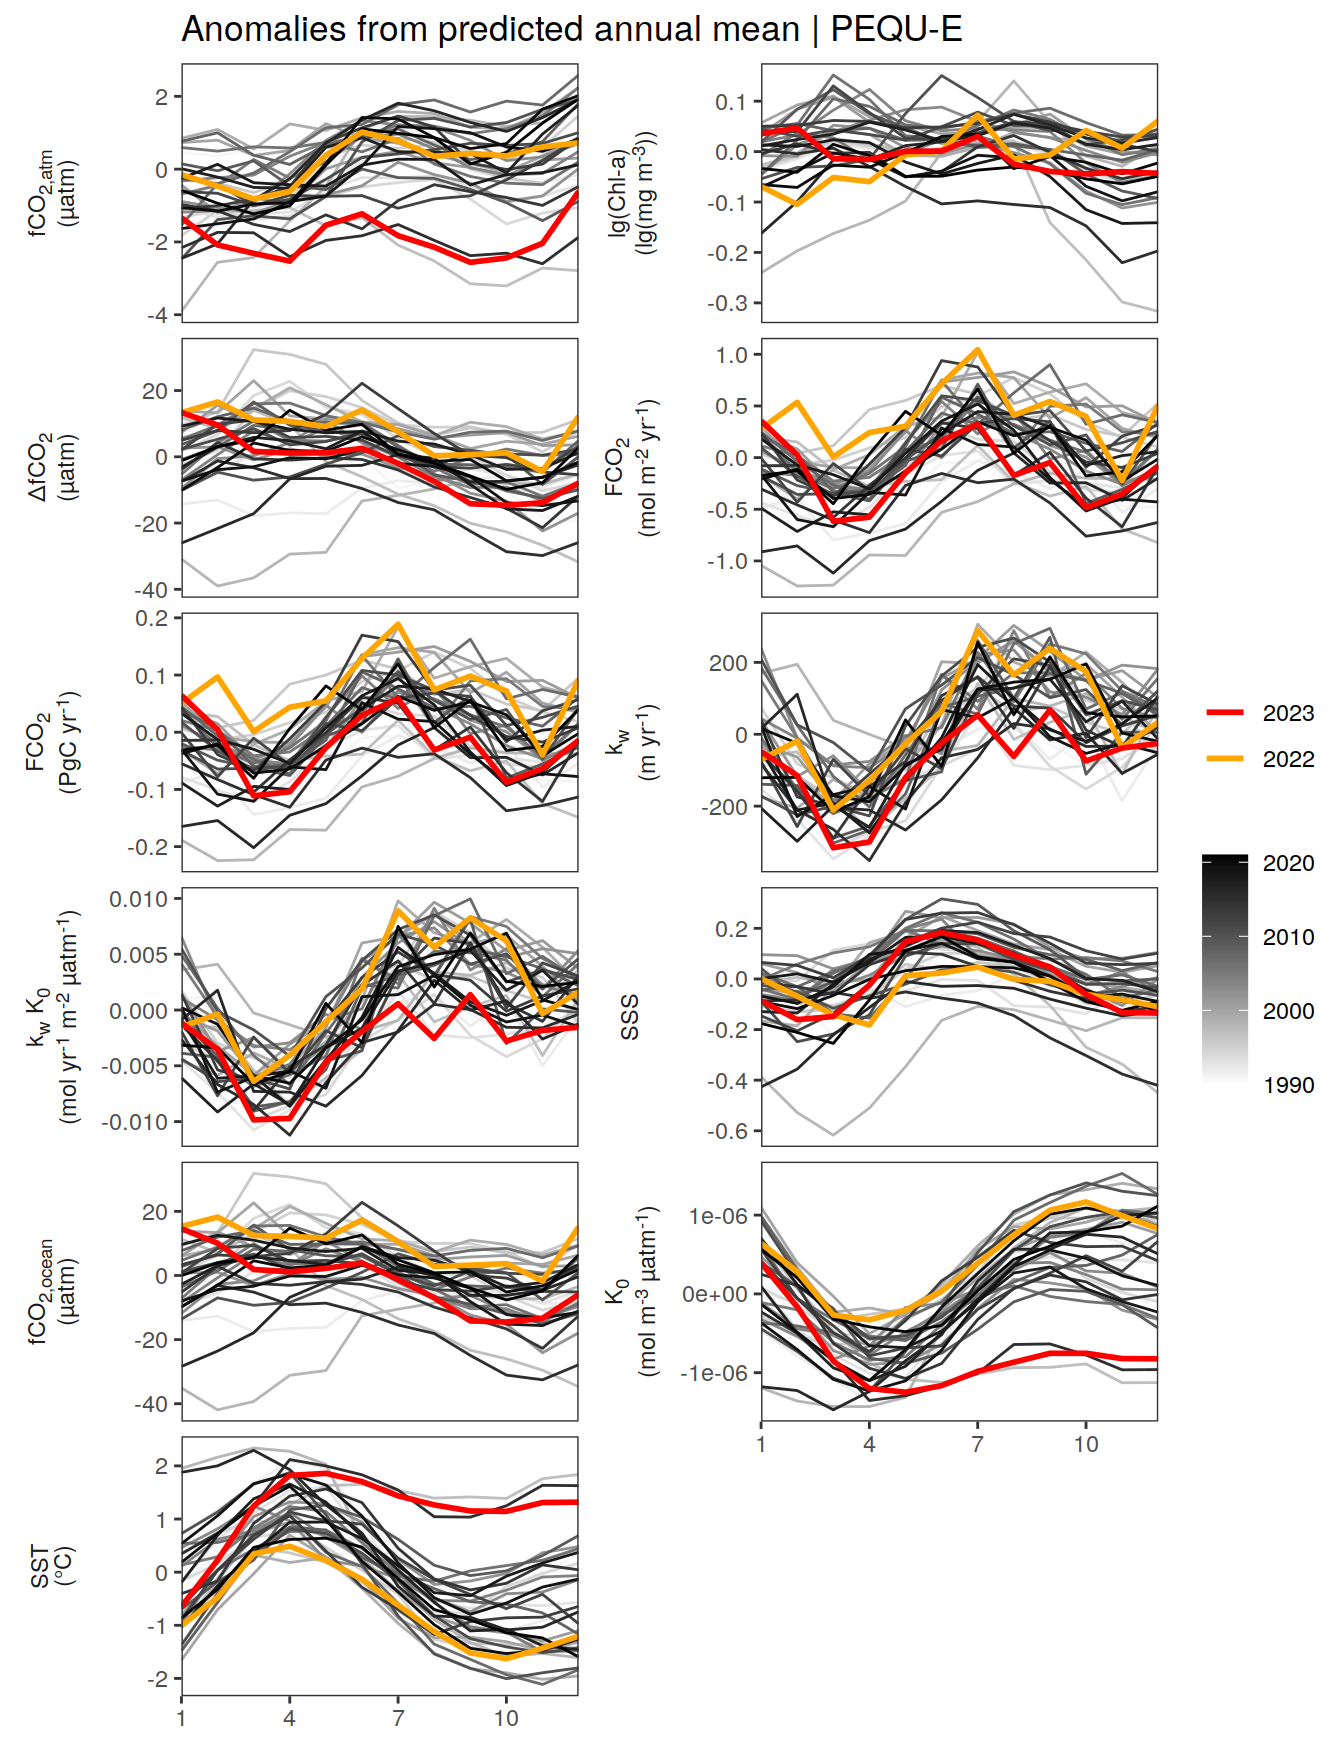 Anomalies from predicted annual mean | PEQU-E
fCO2,atm
(µatm)
2
0
-2
-4
lg(Chl-a)
(lg(mg m-3))
0.1
0.0
-0.1
-0.2
-0.3
ΔfCO2
(µatm)
20
0
-20
-40
FCO2
(mol m-2 yr-1)
1.0
0.5
0.0
-0.5
-1.0
FCO2
(PgC yr-1)
0.2
0.1
0.0
-0.1
-0.2
kw
(m yr-1)
200
0
-200
kw K0
(mol yr-1 m-2 µatm-1)
0.010
0.005
0.000
-0.005
-0.010
SSS
0.2
0.0
-0.2
-0.4
-0.6
fCO2,ocean
(µatm)
20
0
-20
-40
K0
(mol m-3 µatm-1)
1e-06
0e+00
-1e-06
1 4 7 10
SST
(°C)
2
1
0
-1
-2
1 4 7 10
2023
2022
2020
2010
2000
1990